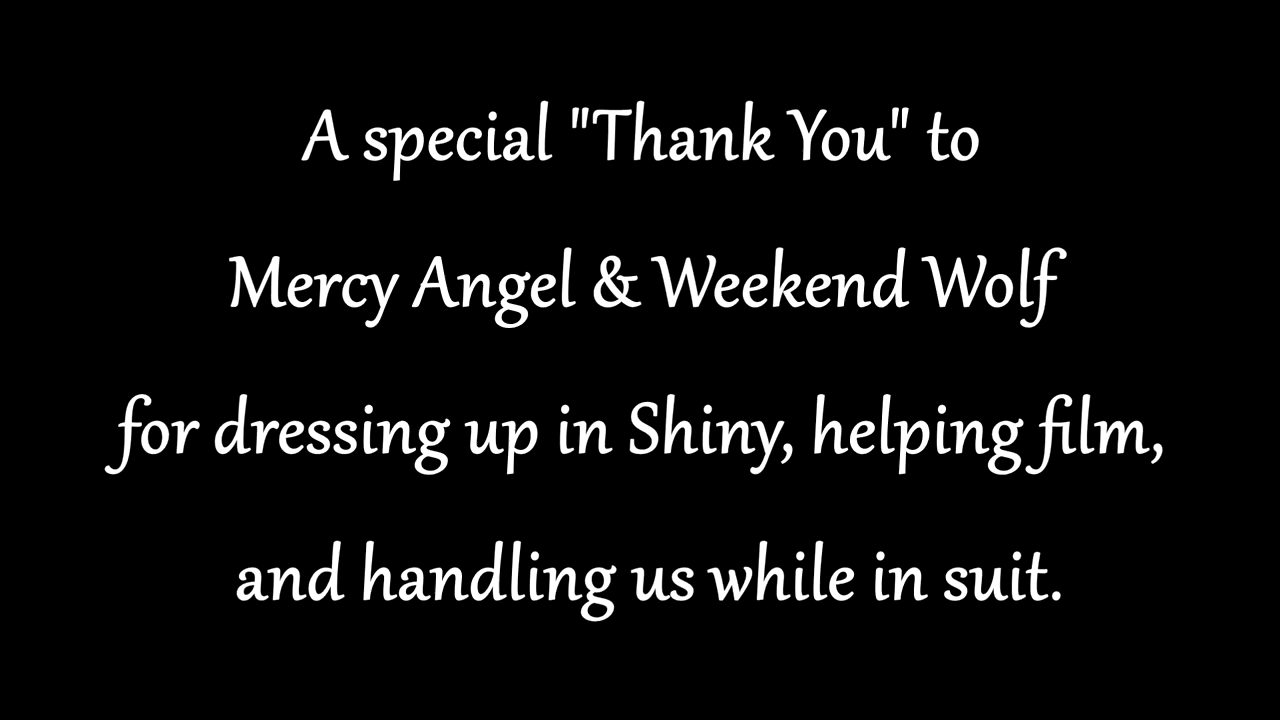 A special "Thank You" to
Mercy Angel & Weekend Wolf
for dressing up in Shiny, helping film,
and handling us while in suit.